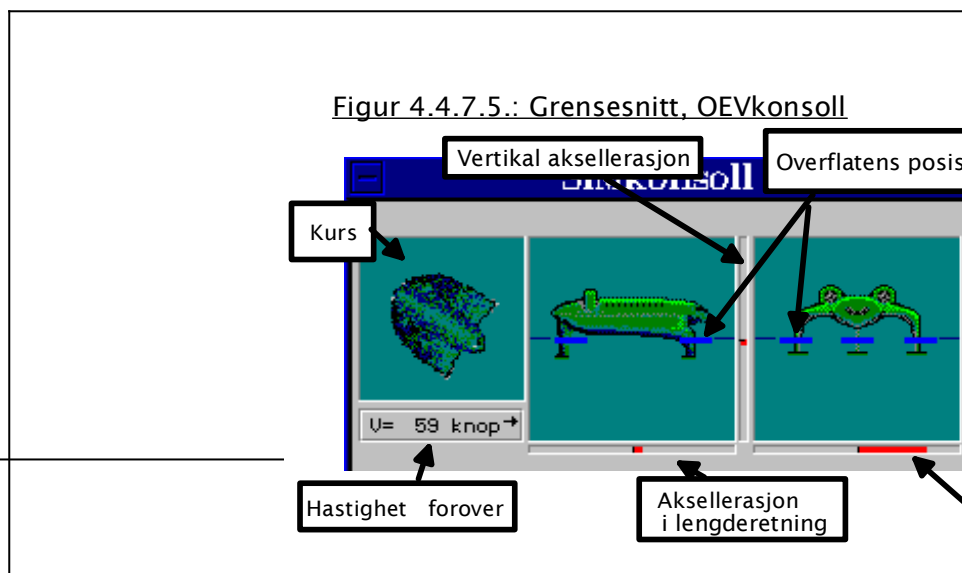 Figur 4.4.7.5.: Grensesnitt, OEVkonsoll
Vertikal aksellerasjon
Overflatens posis
Kurs
V= 59 knop
Hastighet forover
Aksellerasjon
i lengderetning